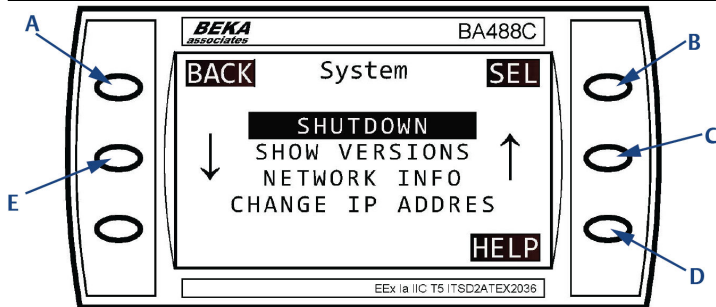 A
BEKA
associates
BA488C
B
BACK System SEL
SHUTDOWN
C
SHOW VERSIONS
NETWORK INFO
E
CHANGE IP ADDRES
HELP
D
EEx Ia IIC T5 ITSD2ATEX2036